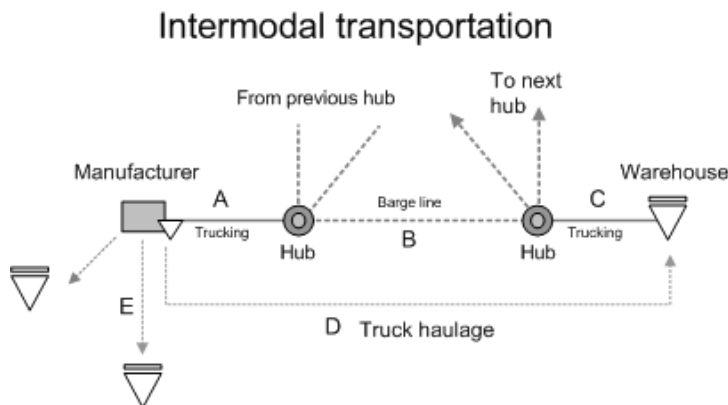 Intermodal transportation
From previous hub
To next
hub
Manufacturer
Warehouse
A
Barge line
C
Trucking
B
Trucking
Hub
Hub
E
D Truck haulage